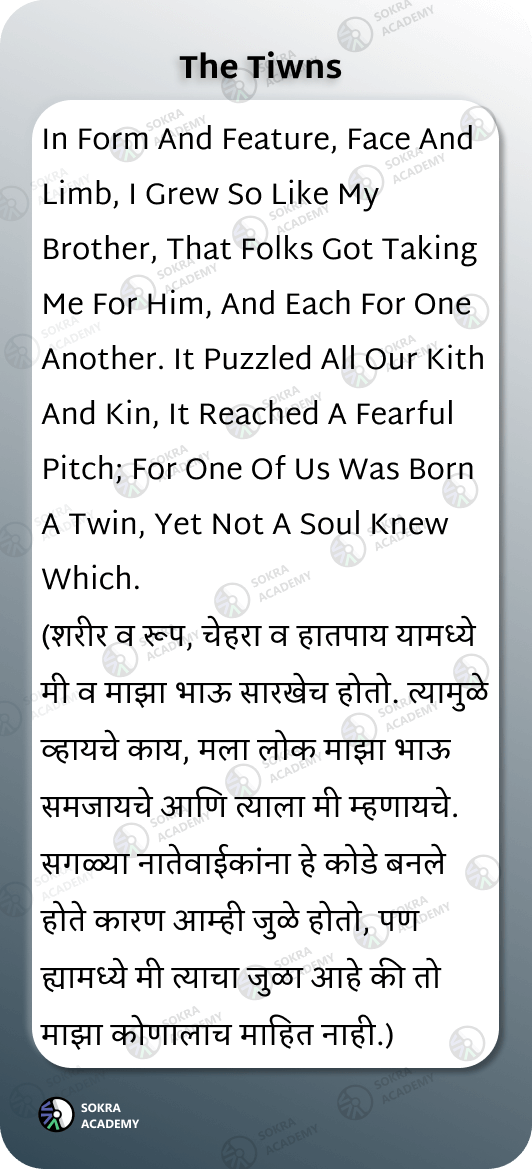 The Tiwns
In Form And Feature, Face And
Limb, I Grew So Like My
Brother, That Folks Got Taking
Me For Him, And Each For One
Another. It Puzzled All Our Kith
And Kin, It Reached A Fearful
Pitch; For One Of Us Was Born
A Twin, Yet Not A Soul Knew
Which.
(शरीर व रूप, चेहरा व हातपाय यामध्ये
मी व माझा भाऊ सारखेच होतो. त्यामुळे
व्हायचे काय, मला लोक माझा भाऊ
समजायचे आणि त्याला मी म्हणायचे.
सगळ्या नातेवाईकांना हे कोडे बनले
होते कारण आम्ही जुळे होतो, पण
ह्यामध्ये मी त्याचा जुळा आहे की तो
माझा कोणालाच माहित नाही.)
SOKRA
ACADEMY